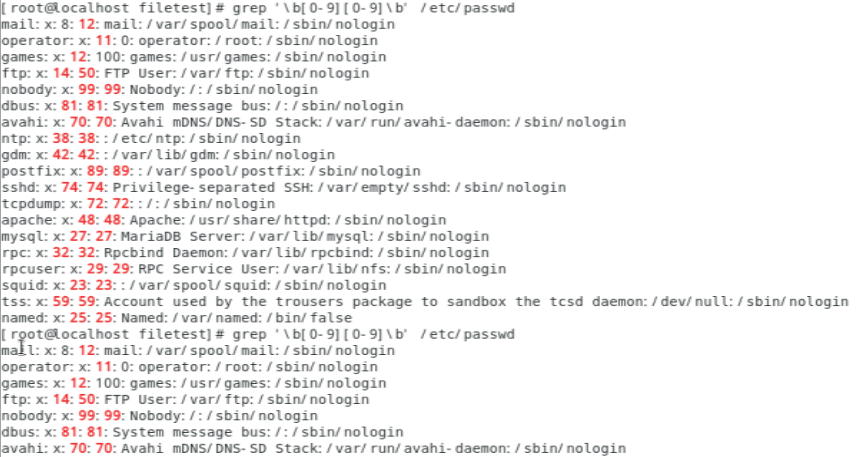 [root@localhost filetest]# grep '\b[0-9][0-9]\b' /etc/passwd
mail:x:8:12:mail:/var/spool/mail:/sbin/nologin
operator:x:11:0:operator:/root:/sbin/nologin
games:x:12:100:games:/usr/games:/sbin/nologin
ftp:x:14:50:FTP User:/var/ftp:/sbin/nologin
nobody:x:99:99:Nobody:/:/sbin/nologin
dbus:x:81:81:System message bus:/:/sbin/nologin
avahi:x:70:70:Avahi mDNS/DNS-SD Stack:/var/run/avahi-daemon:/sbin/nologin
ntp:x:38:38::/etc/ntp:/sbin/nologin
gdm:x:42:42::/var/lib/gdm:/sbin/nologin
postfix:x:89:89::/var/spool/postfix:/sbin/nologin
sshd:x:74:74:Privilege-separated SSH:/var/empty/sshd:/sbin/nologin
tcpdump:x:72:72::/:/sbin/nologin
apache:x:48:48:Apache:/usr/share/httpd:/sbin/nologin
mysql:x:27:27:MariaDB Server:/var/lib/mysql:/sbin/nologin
rpc:x:32:32:Rpcbind Daemon:/var/lib/rpcbind:/sbin/nologin
rpcuser:x:29:29:RPC Service User:/var/lib/nfs:/sbin/nologin
squid:x:23:23::/var/spool/squid:/sbin/nologin
tss:x:59:59:Account used by the trousers package to sandbox the tcsd daemon:/dev/null:/sbin/nologin
named:x:25:25:Named:/var/named:/bin/false
[root@localhost filetest]# grep '\b[0-9][0-9]\b' /etc/passwd
mail:x:8:12:mail:/var/spool/mail:/sbin/nologin
operator:x:11:0:operator:/root:/sbin/nologin
games:x:12:100:games:/usr/games:/sbin/nologin
ftp:x:14:50:FTP User:/var/ftp:/sbin/nologin
nobody:x:99:99:Nobody:/:/sbin/nologin
dbus:x:81:81:System message bus:/:/sbin/nologin
avahi:x:70:70:Avahi mDNS/DNS-SD Stack:/var/run/avahi-daemon:/sbin/nologin